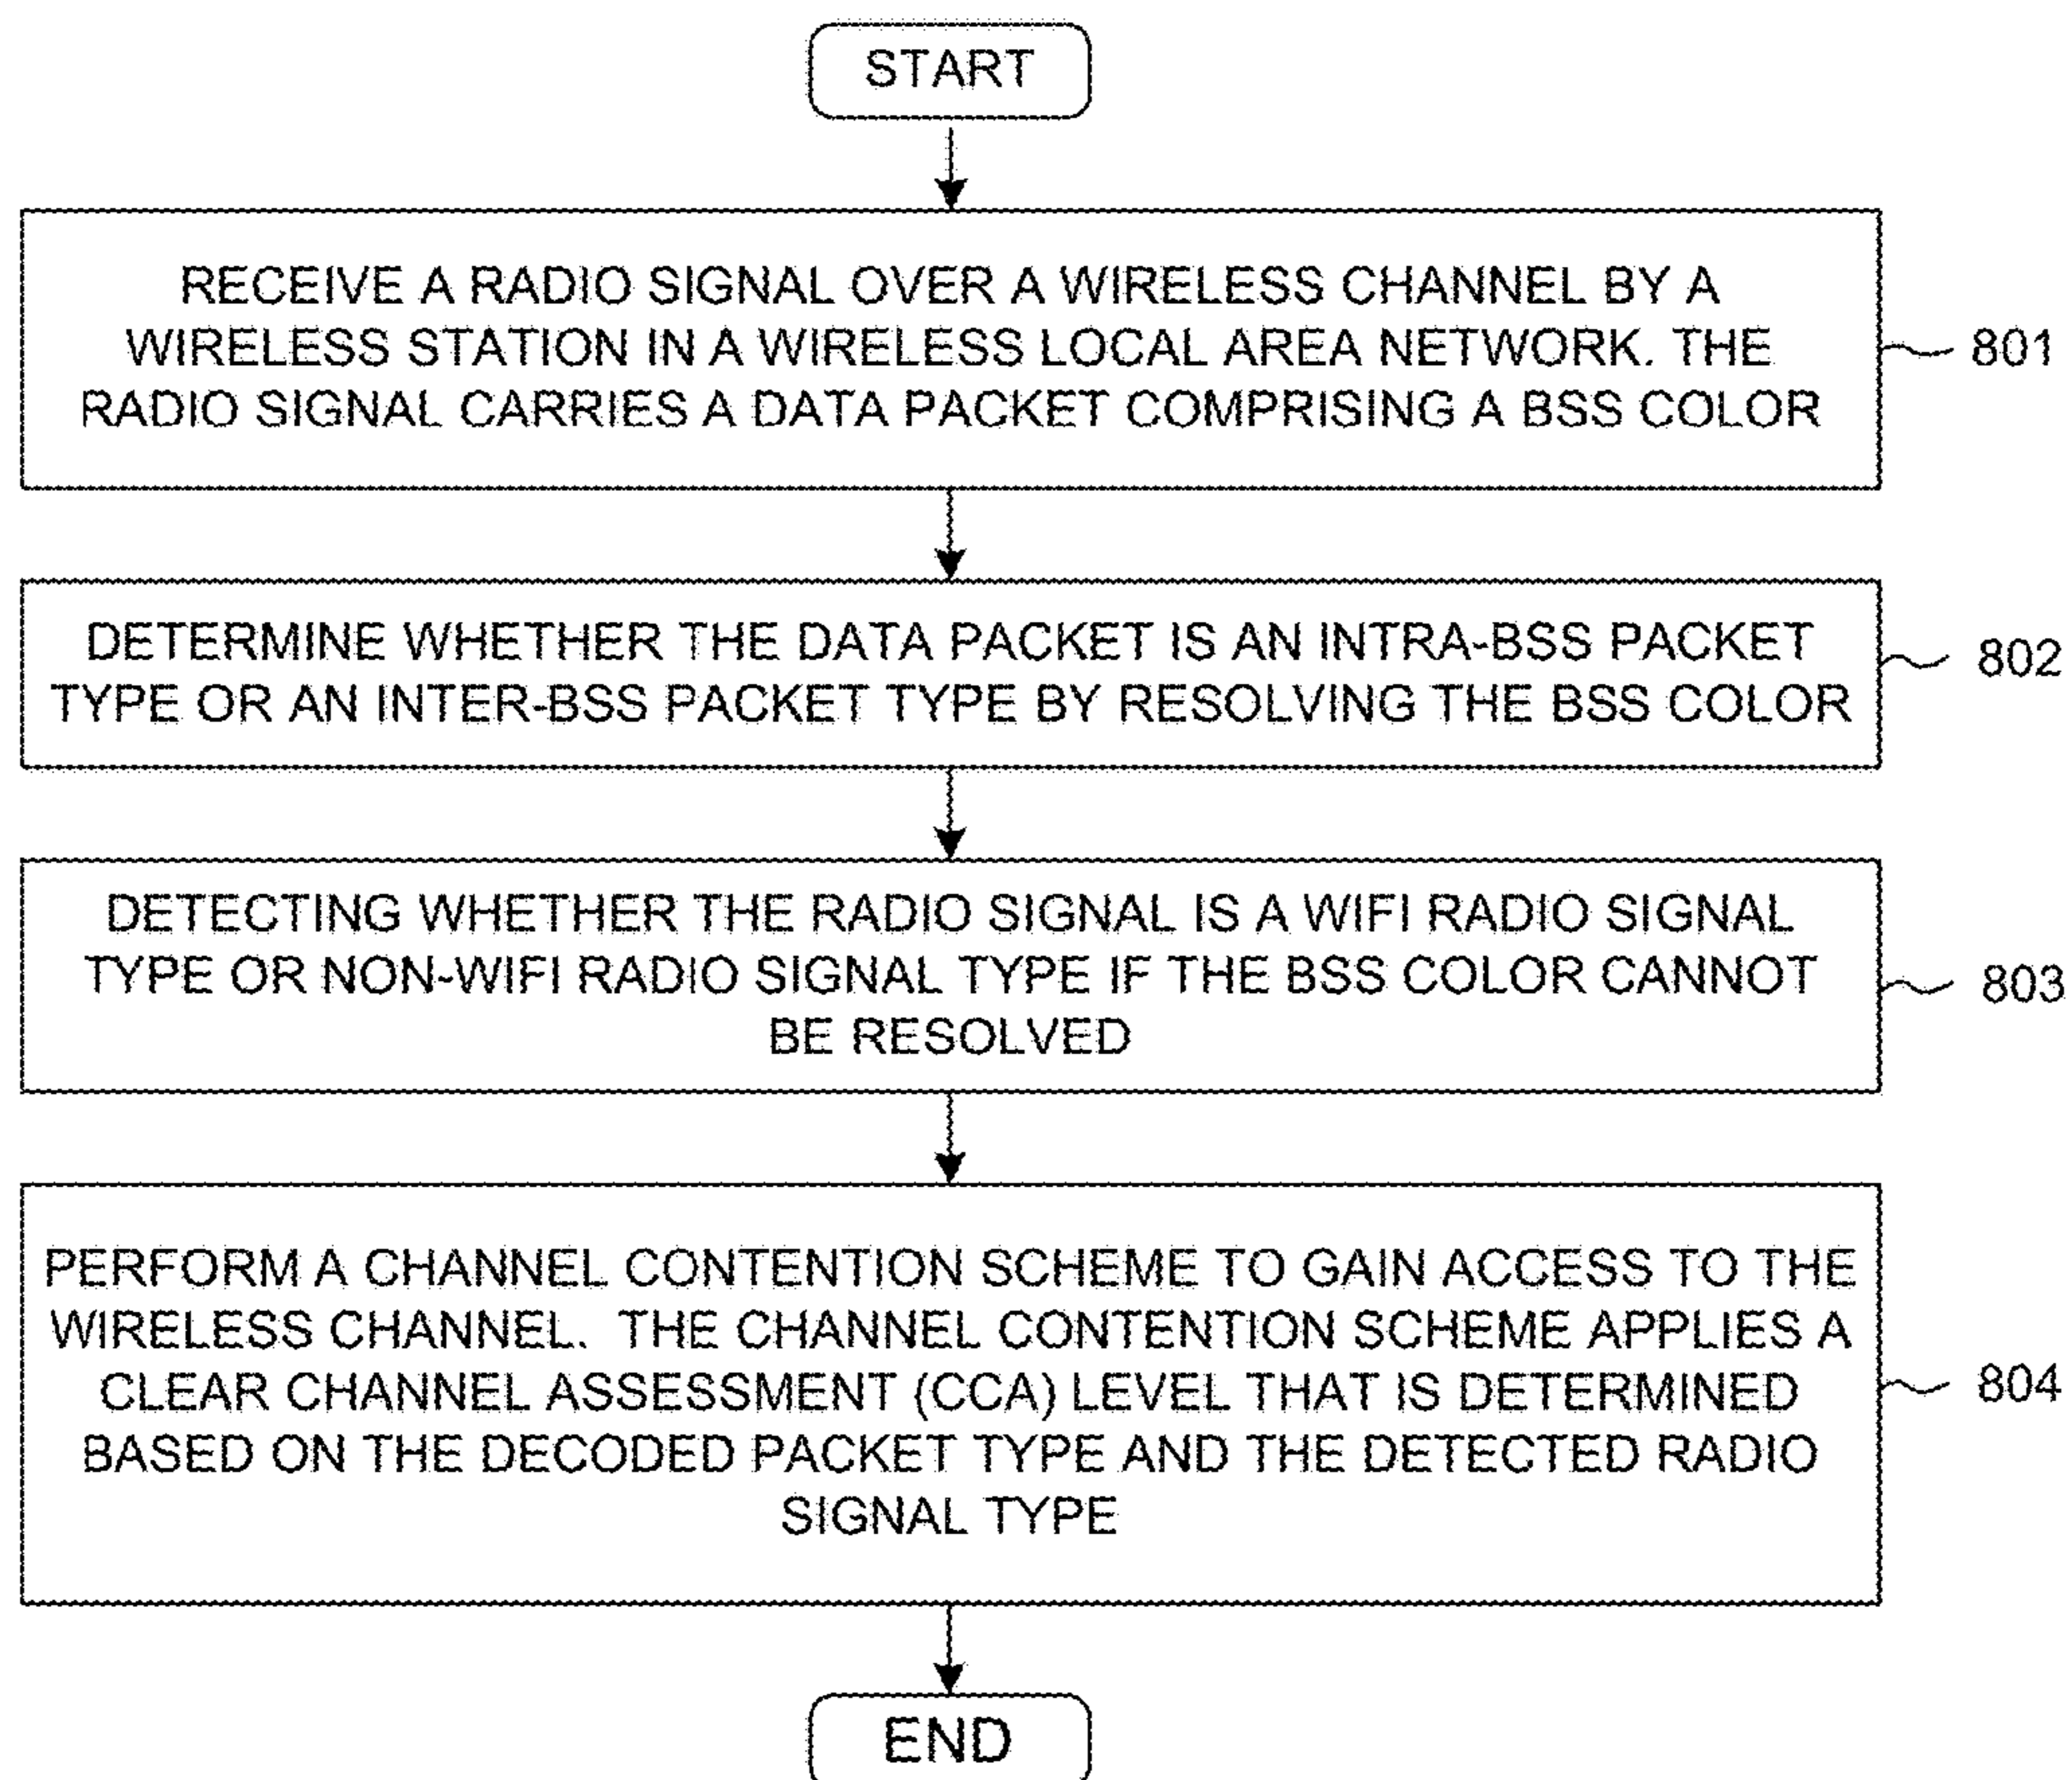 START
RECEIVE A RADIO SIGNAL OVER A WIRELESS CHANNEL BY A
WIRELESS STATION IN A WIRELESS LOCAL AREA NETWORK. THE
RADIO SIGNAL CARRIES A DATA PACKET COMPRISING A BSS COLOR
801
DETERMINE WHETHER THE DATA PACKET IS AN INTRA-BSS PACKET
TYPE OR AN INTER-BSS PACKET TYPE BY RESOLVING THE BSS COLOR
802
DETECTING WHETHER THE RADIO SIGNAL IS A WIFI RADIO SIGNAL
TYPE OR NON-WIFI RADIO SIGNAL TYPE IF THE BSS COLOR CANNOT
BE RESOLVED
803
PERFORM A CHANNEL CONTENTION SCHEME TO GAIN ACCESS TO THE
WIRELESS CHANNEL. THE CHANNEL CONTENTION SCHEME APPLIES A
CLEAR CHANNEL ASSESSMENT (CCA) LEVEL THAT IS DETERMINED
BASED ON THE DECODED PACKET TYPE AND THE DETECTED RADIO
SIGNAL TYPE
804
END